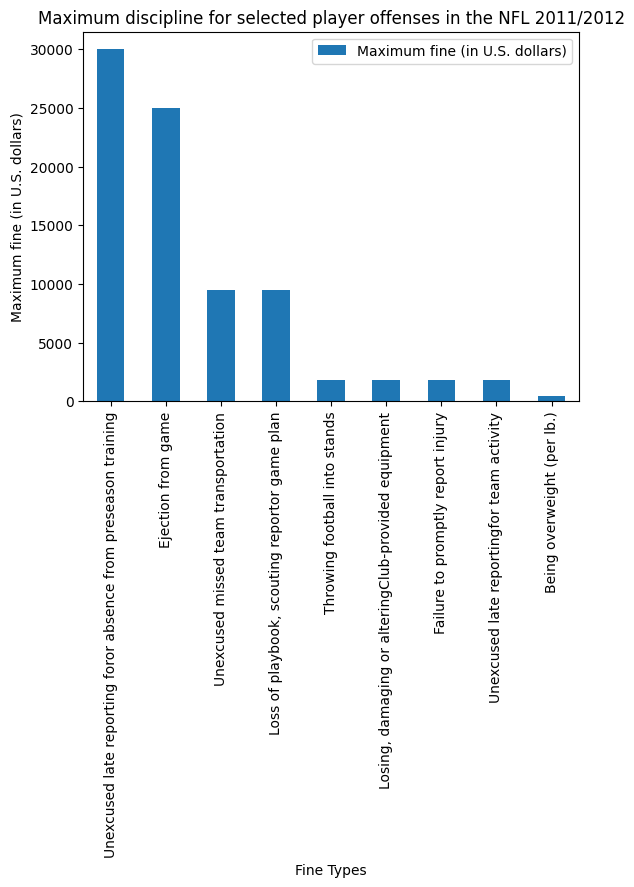 Maximum discipline for selected player offenses in the NFL 2011/2012
Maximum fine (in U.S. dollars)
Maximum fine (in U.S. dollars)
30000
25000
20000
15000
10000
5000
0
Unexcused late reporting foror absence from preseason training
Ejection from game
Unexcused missed team transportation
Loss of playbook, scouting reportor game plan
Throwing football into stands
Losing, damaging or alteringClub-provided equipment
Failure to promptly report injury
Unexcused late reportingfor team activity
Being overweight (per lb.)
Fine Types